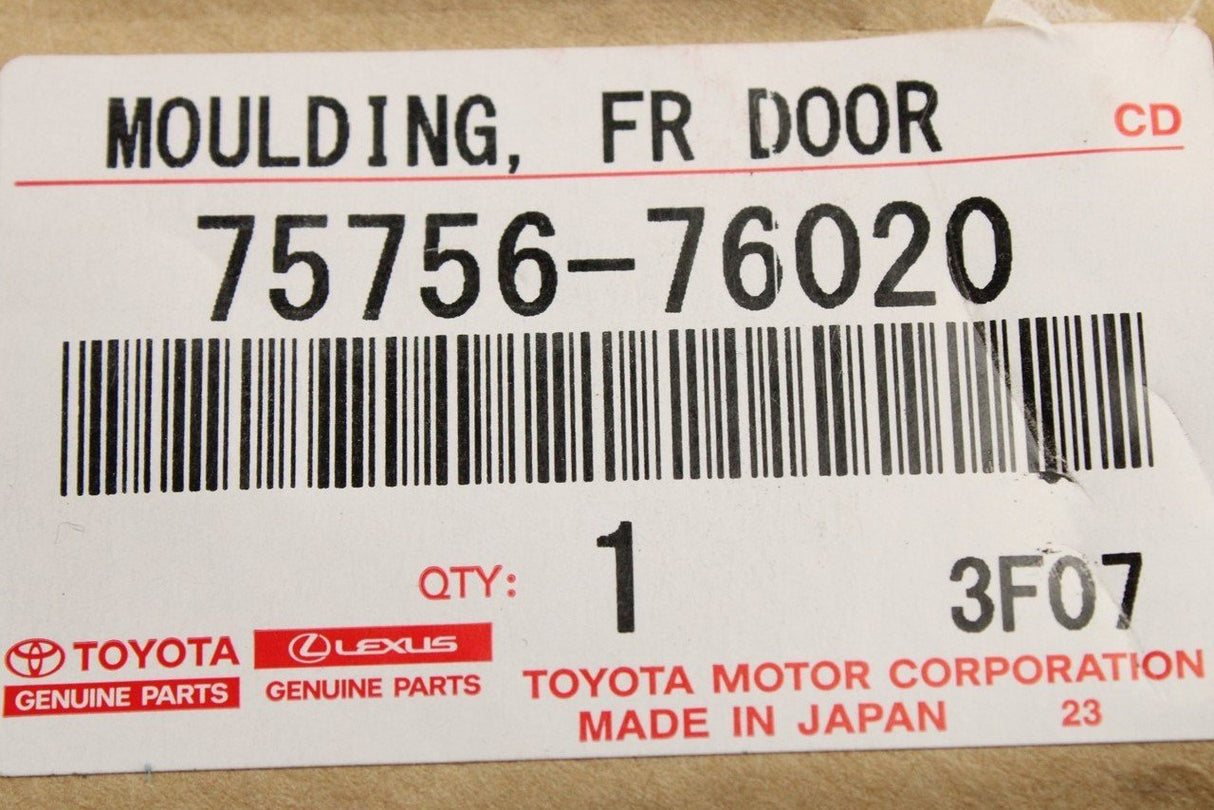 MOULDING, FR DOOR
CD
75756-76020
QTY: 1
3F07
TOYOTA
GENUINE PARTS
LEXUS
GENUINE PARTS
TOYOTA MOTOR CORPORATION
MADE IN JAPAN 23